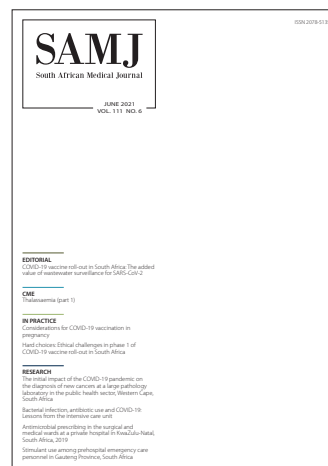 ISSN 2078-5135
SAMJ
South African Medical Journal
JUNE 2021
VOL. 111 NO. 6
EDITORIAL
COVID-19 vaccine roll-out in South Africa: The added
value of wastewater surveillance for SARS-CoV-2
CME
Thalassaemia (part 1)
IN PRACTICE
Considerations for COVID-19 vaccination in
pregnancy
Hard choices: Ethical challenges in phase 1 of
COVID-19 vaccine roll-out in South Africa
RESEARCH
The initial impact of the COVID-19 pandemic on
the diagnosis of new cancers at a large pathology
laboratory in the public health sector, Western Cape,
South Africa
Bacterial infection, antibiotic use and COVID-19:
Lessons from the intensive care unit
Antimicrobial prescribing in the surgical and
medical wards at a private hospital in KwaZulu-Natal,
South Africa, 2019
Stimulant use among prehospital emergency care
personnel in Gauteng Province, South Africa